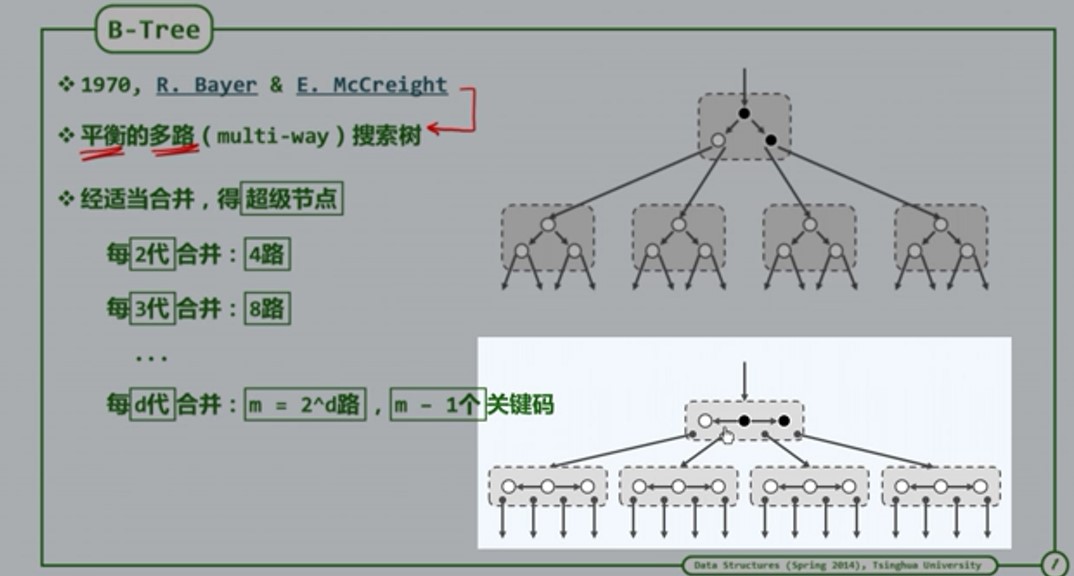 B-Tree
❖ 1970, R. Bayer & E. McCreight
❖ 平衡的多路(multi-way)搜索树
❖ 经适当合并，得超级节点
每2代合并：4路
每3代合并：8路
...
每d代合并：m = 2^d路，m - 1个关键码
Data Structures (Spring 2014), Tsinghua University